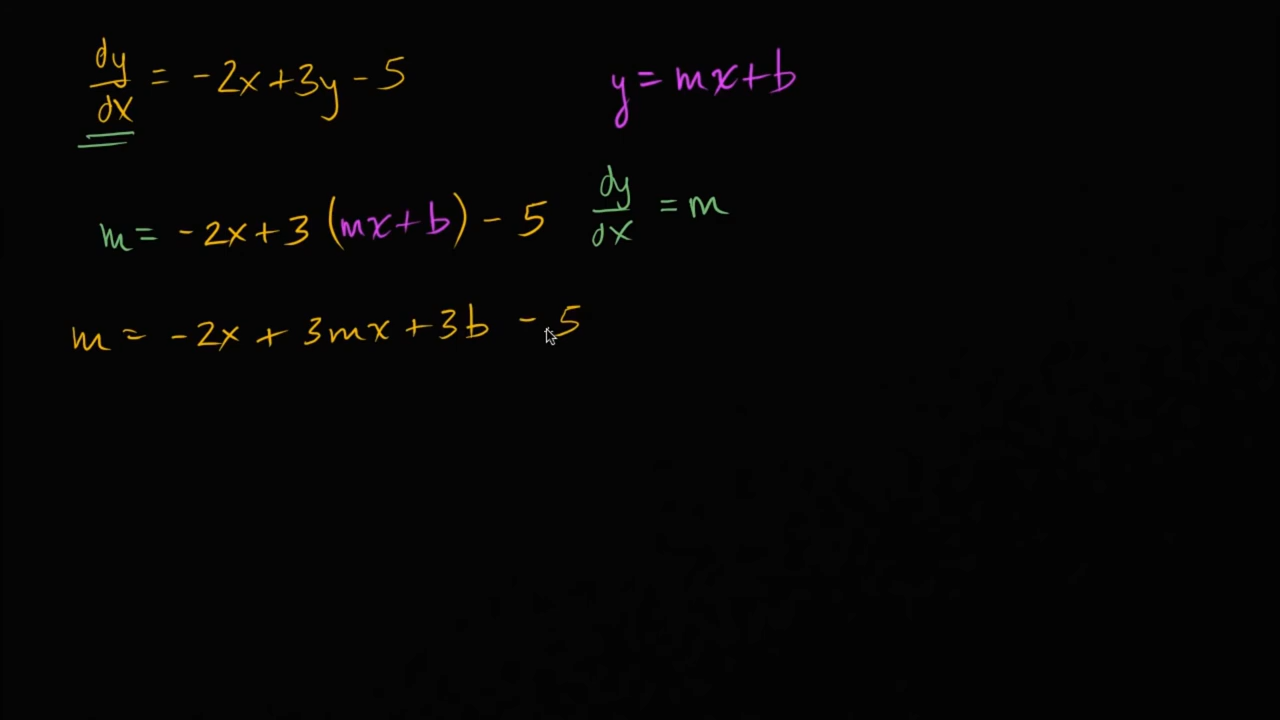 dy/dx = -2x+3y-5
y = mx+b
m = -2x+3(mx+b)-5
dy/dx = m
m = -2x + 3mx + 3b - 5